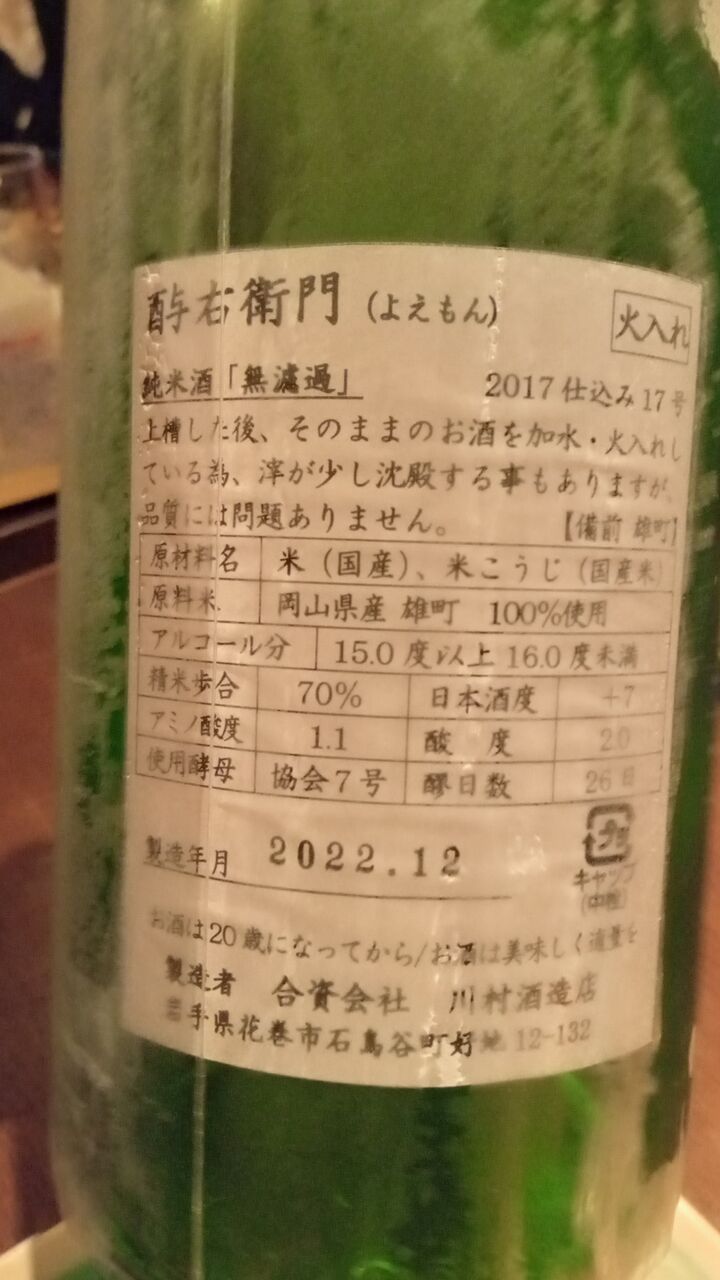 酉与右衛門 (よえもん)
火入れ
純米酒「無濾過」 2017 仕込み 17号
上槽した後、そのままのお酒を加水・火入れし
ている為、滓が少し沈殿する事もありますが、
品質には問題ありません。 【備前 雄町】
原材料名 米 (国産)、米こうじ (国産米)
原料米 岡山県産 雄町 100%使用
アルコール分 15.0 度以上 16.0 度未満
精米歩合 70% 日本酒度 +7
アミノ酸度 1.1 酸 度 2.0
使用酵母 協会7号 醪日数 26日
製造年月 2022.12
キャップ
(中栓)
お酒は20歳になってから/お酒は美味しく適量を
製造者 合資会社 川村酒造店
岩手県花巻市石鳥谷町好地 12-132